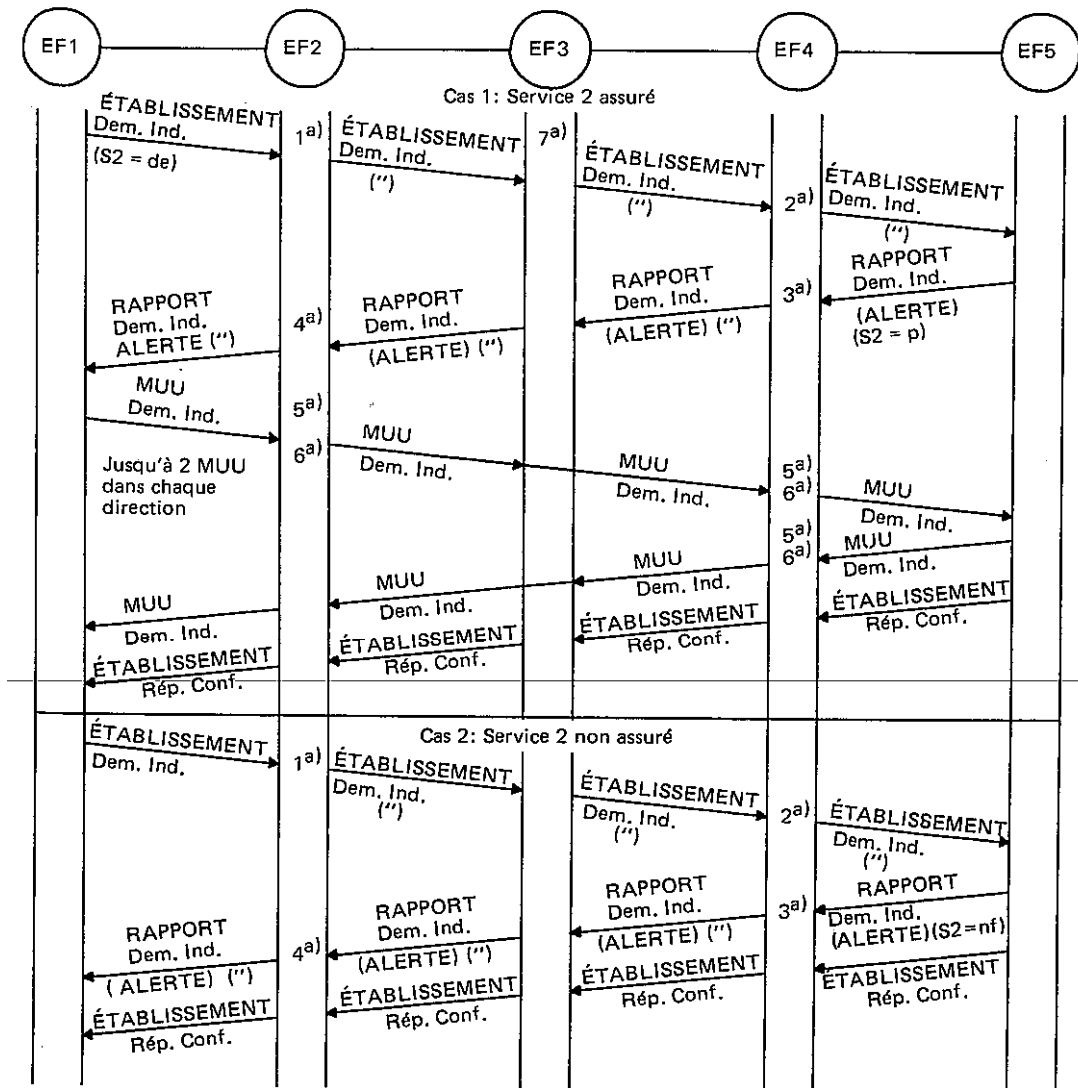 EF1 EF2 EF3 EF4 EF5
Cas 1: Service 2 assuré
ÉTABLISSEMENT
Dem. Ind.
(S2 = de)
1a)
ÉTABLISSEMENT
Dem. Ind.
(")
7a)
ÉTABLISSEMENT
Dem. Ind.
(")
2a)
ÉTABLISSEMENT
Dem. Ind.
(")
RAPPORT
Dem. Ind.
ALERTE (")
4a)
RAPPORT
Dem. Ind.
(ALERTE) (")
RAPPORT
Dem. Ind.
(ALERTE) (")
3a)
RAPPORT
Dem. Ind.
(ALERTE)
(S2 = p)
MUU
Dem. Ind.
5a)
6a)
MUU
Dem. Ind.
MUU
Dem. Ind.
5a)
6a)
MUU
Dem. Ind.
Jusqu'à 2 MUU
dans chaque
direction
MUU
Dem. Ind.
MUU
Dem. Ind.
MUU
Dem. Ind.
5a)
6a)
MUU
Dem. Ind.
ÉTABLISSEMENT
Rép. Conf.
ÉTABLISSEMENT
Rép. Conf.
ÉTABLISSEMENT
Rép. Conf.
ÉTABLISSEMENT
Rép. Conf.
Cas 2: Service 2 non assuré
ÉTABLISSEMENT
Dem. Ind.
1a)
ÉTABLISSEMENT
Dem. Ind.
(")
ÉTABLISSEMENT
Dem. Ind.
(")
2a)
ÉTABLISSEMENT
Dem. Ind.
(")
RAPPORT
Dem. Ind.
(ALERTE) (")
4a)
RAPPORT
Dem. Ind.
(ALERTE) (")
RAPPORT
Dem. Ind.
(ALERTE) (")
3a)
RAPPORT
Dem. Ind.
(ALERTE)(S2=nf)
ÉTABLISSEMENT
Rép. Conf.
ÉTABLISSEMENT
Rép. Conf.
ÉTABLISSEMENT
Rép. Conf.
ÉTABLISSEMENT
Rép. Conf.